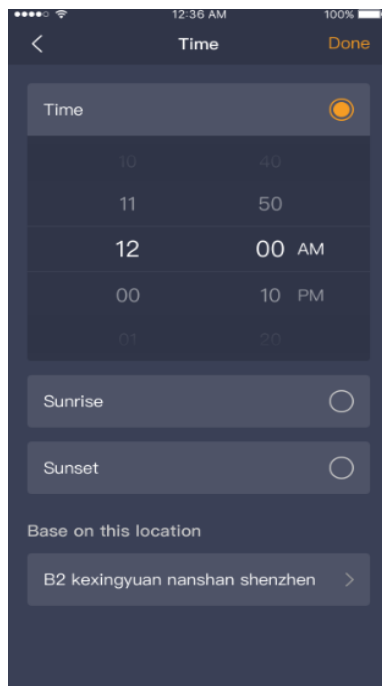 12:36 AM
100%
Time
Done
Time
10 40
11 50
12 00 AM
00 10 PM
01 20
Sunrise
Sunset
Base on this location
B2 kexingyuan nanshan shenzhen